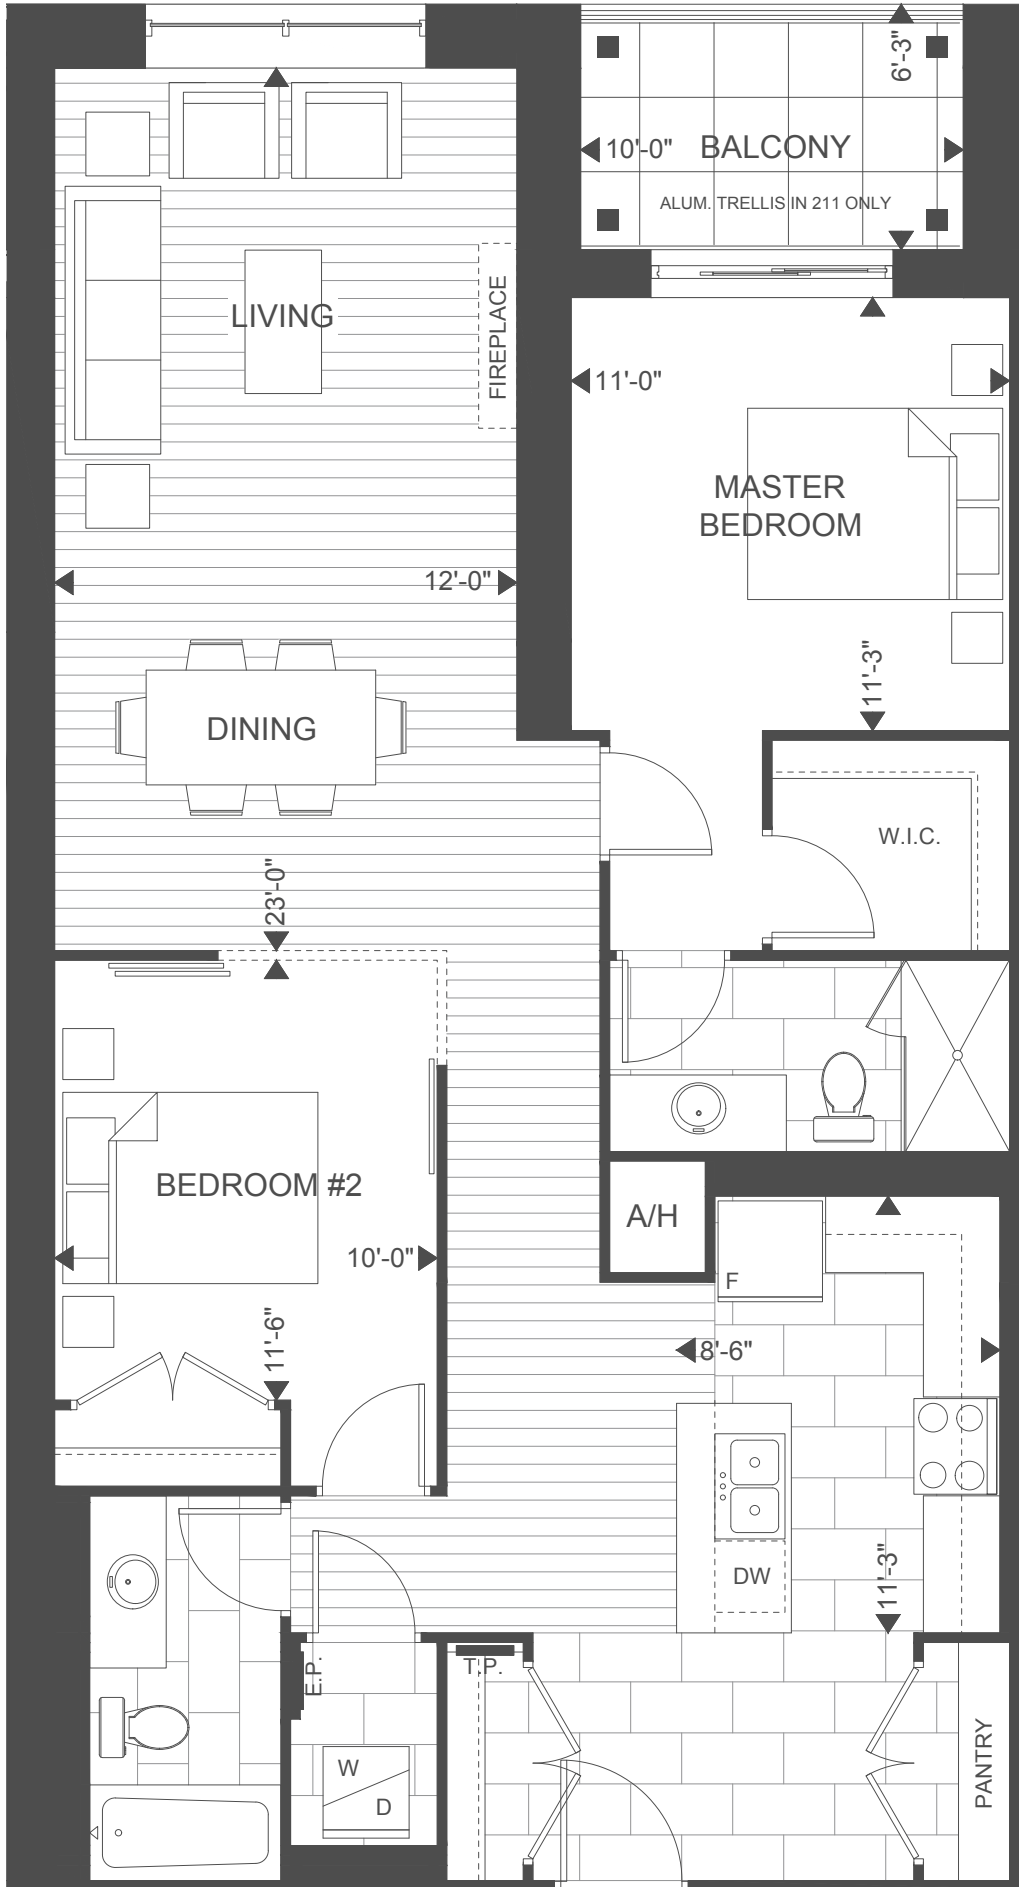 6'-3"
10'-0" BALCONY
ALUM. TRELLIS IN 211 ONLY
LIVING
FIREPLACE
11'-0"
MASTER
BEDROOM
12'-0"
11'-3"
DINING
W.I.C.
23'-0"
BEDROOM #2
A/H
10'-0"
F
11'-6"
8'-6"
DW
11'-3"
E.P.
T.P.
PANTRY
W
D